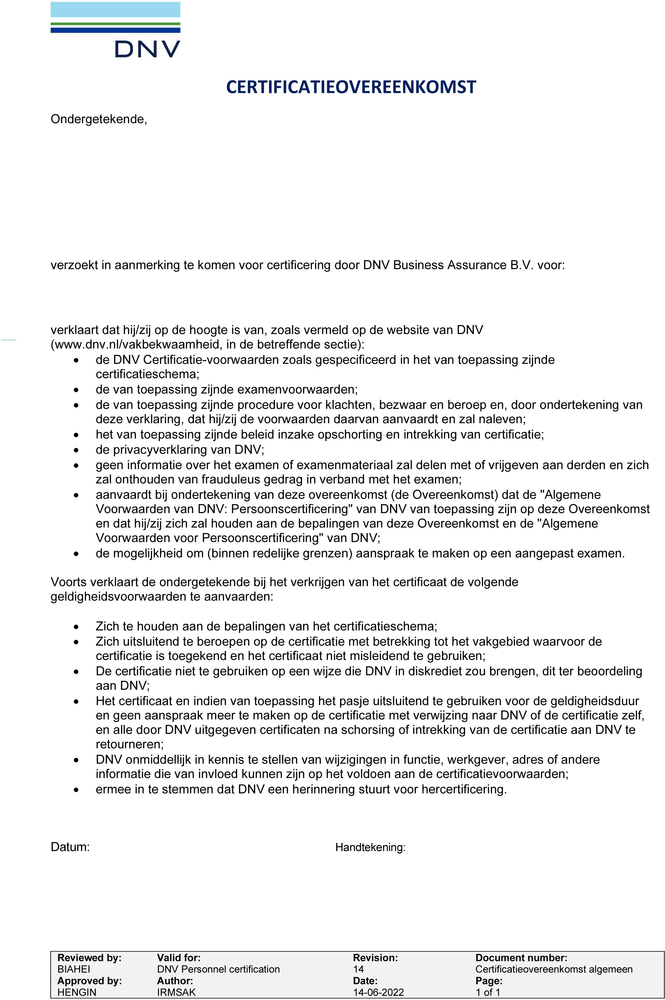 DNV
CERTIFICATIEOVEREENKOMST
Ondergetekende,
verzoekt in aanmerking te komen voor certificering door DNV Business Assurance B.V. voor:
verklaart dat hij/zij op de hoogte is van, zoals vermeld op de website van DNV
(www.dnv.nl/vakbekwaamheid, in de betreffende sectie):
• de DNV Certificatie-voorwaarden zoals gespecificeerd in het van toepassing zijnde
certificatieschema;
• de van toepassing zijnde examenvoorwaarden;
• de van toepassing zijnde procedure voor klachten, bezwaar en beroep en, door ondertekening van
deze verklaring, dat hij/zij de voorwaarden daarvan aanvaardt en zal naleven;
• het van toepassing zijnde beleid inzake opschorting en intrekking van certificatie;
• de privacyverklaring van DNV;
• geen informatie over het examen of examenmateriaal zal delen met of vrijgeven aan derden en zich
zal onthouden van frauduleus gedrag in verband met het examen;
• aanvaardt bij ondertekening van deze overeenkomst (de Overeenkomst) dat de "Algemene
Voorwaarden van DNV: Persoonscertificering" van DNV van toepassing zijn op deze Overeenkomst
en dat hij/zij zich zal houden aan de bepalingen van deze Overeenkomst en de "Algemene
Voorwaarden voor Persoonscertificering" van DNV;
• de mogelijkheid om (binnen redelijke grenzen) aanspraak te maken op een aangepast examen.
Voorts verklaart de ondergetekende bij het verkrijgen van het certificaat de volgende
geldigheidsvoorwaarden te aanvaarden:
• Zich te houden aan de bepalingen van het certificatieschema;
• Zich uitsluitend te beroepen op de certificatie met betrekking tot het vakgebied waarvoor de
certificatie is toegekend en het certificaat niet misleidend te gebruiken;
• De certificatie niet te gebruiken op een wijze die DNV in diskrediet zou brengen, dit ter beoordeling
aan DNV;
• Het certificaat en indien van toepassing het pasje uitsluitend te gebruiken voor de geldigheidsduur
en geen aanspraak meer te maken op de certificatie met verwijzing naar DNV of de certificatie zelf,
en alle door DNV uitgegeven certificaten na schorsing of intrekking van de certificatie aan DNV te
retourneren;
• DNV onmiddellijk in kennis te stellen van wijzigingen in functie, werkgever, adres of andere
informatie die van invloed kunnen zijn op het voldoen aan de certificatievoorwaarden;
• ermee in te stemmen dat DNV een herinnering stuurt voor hercertificering.
Datum: Handtekening:
Reviewed by: Valid for: Revision: Document number:
BIAHEI DNV Personnel certification 14 Certificatieovereenkomst algemeen
Approved by: Author: Date: Page:
HENGIN IRMSAK 14-06-2022 1 of 1